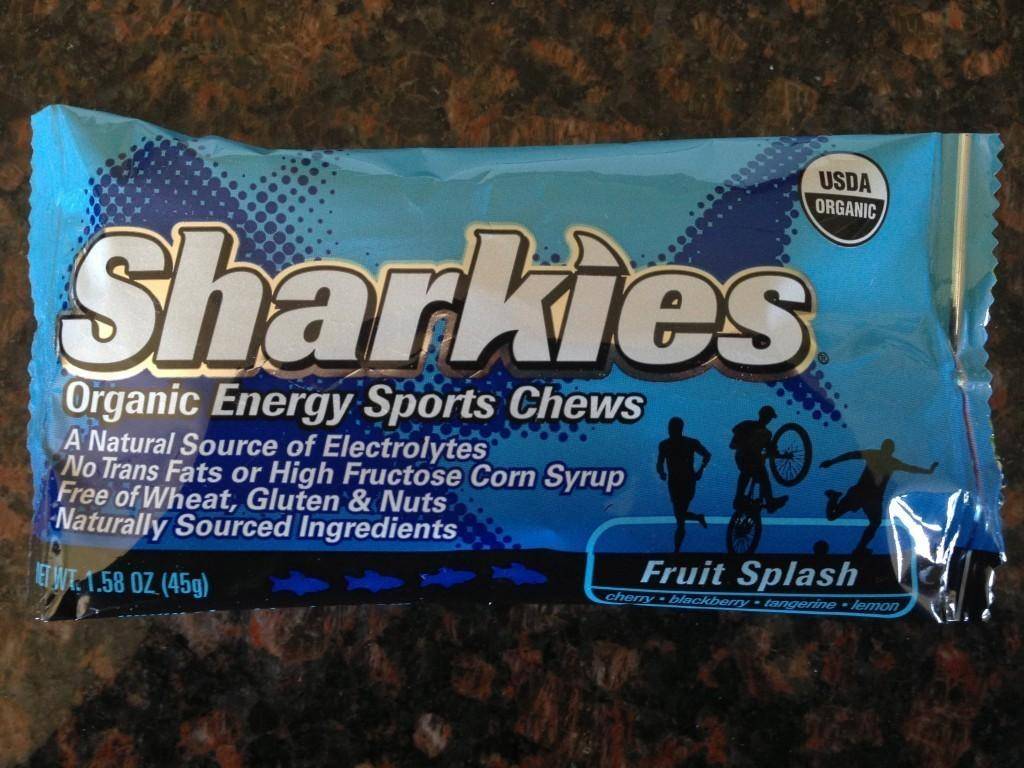 USDA
ORGANIC
Sharkies®
Organic Energy Sports Chews
A Natural Source of Electrolytes
No Trans Fats or High Fructose Corn Syrup
Free of Wheat, Gluten & Nuts
Naturally Sourced Ingredients
NET WT. 1.58 OZ. (45g)
Fruit Splash
cherry • blackberry • tangerine • lemon